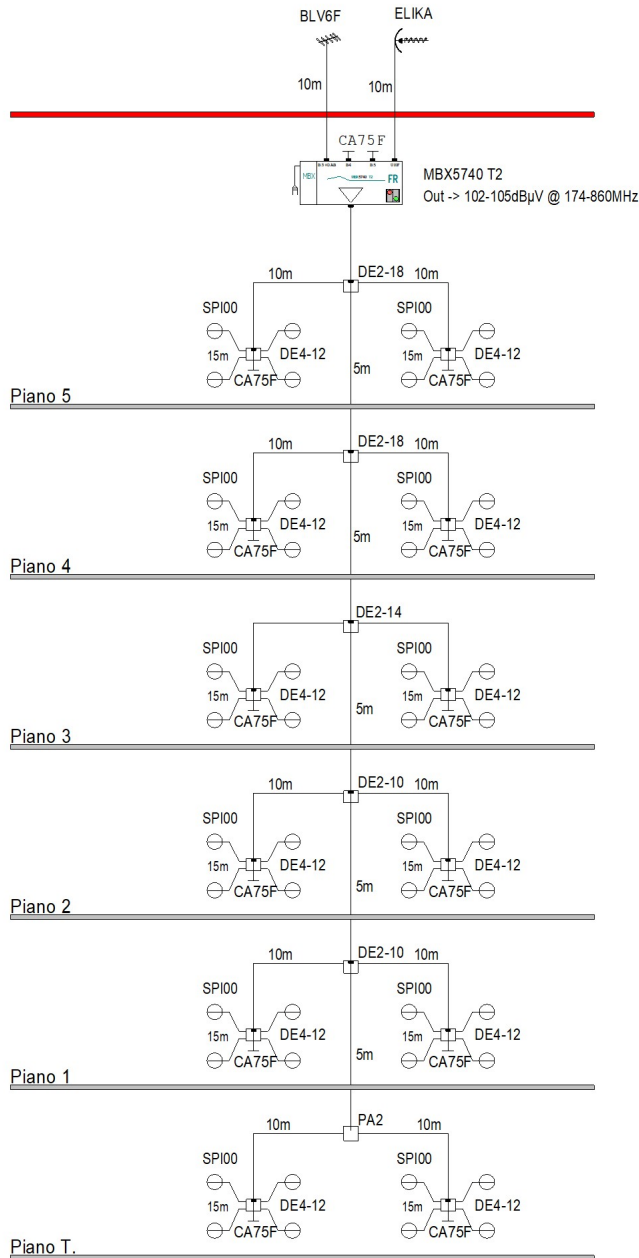 BLV6F ELIKA
10m 10m
CA75F
MBX MBX5740 T2 FR
MBX5740 T2
Out -> 102-105dBµV @ 174-860MHz
10m DE2-18 10m
SPI00 SPI00
15m DE4-12 15m DE4-12
CA75F 5m CA75F
Piano 5
10m DE2-18 10m
SPI00 SPI00
15m DE4-12 15m DE4-12
CA75F 5m CA75F
Piano 4
DE2-14
SPI00 SPI00
15m DE4-12 15m DE4-12
CA75F 5m CA75F
Piano 3
10m DE2-10 10m
SPI00 SPI00
15m DE4-12 15m DE4-12
CA75F 5m CA75F
Piano 2
10m DE2-10 10m
SPI00 SPI00
15m DE4-12 15m DE4-12
CA75F 5m CA75F
Piano 1
10m PA2 10m
SPI00 SPI00
15m DE4-12 15m DE4-12
CA75F CA75F
Piano T.